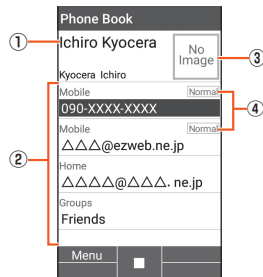 Phone Book
① Ichiro Kyocera
No
Image
③
Kyocera Ichiro
②
Mobile Normal
④
090-XXXX-XXXX
Mobile Normal
△△△@ezweb.ne.jp
Home
△△△△@△△△. ne.jp
Groups
Friends
Menu